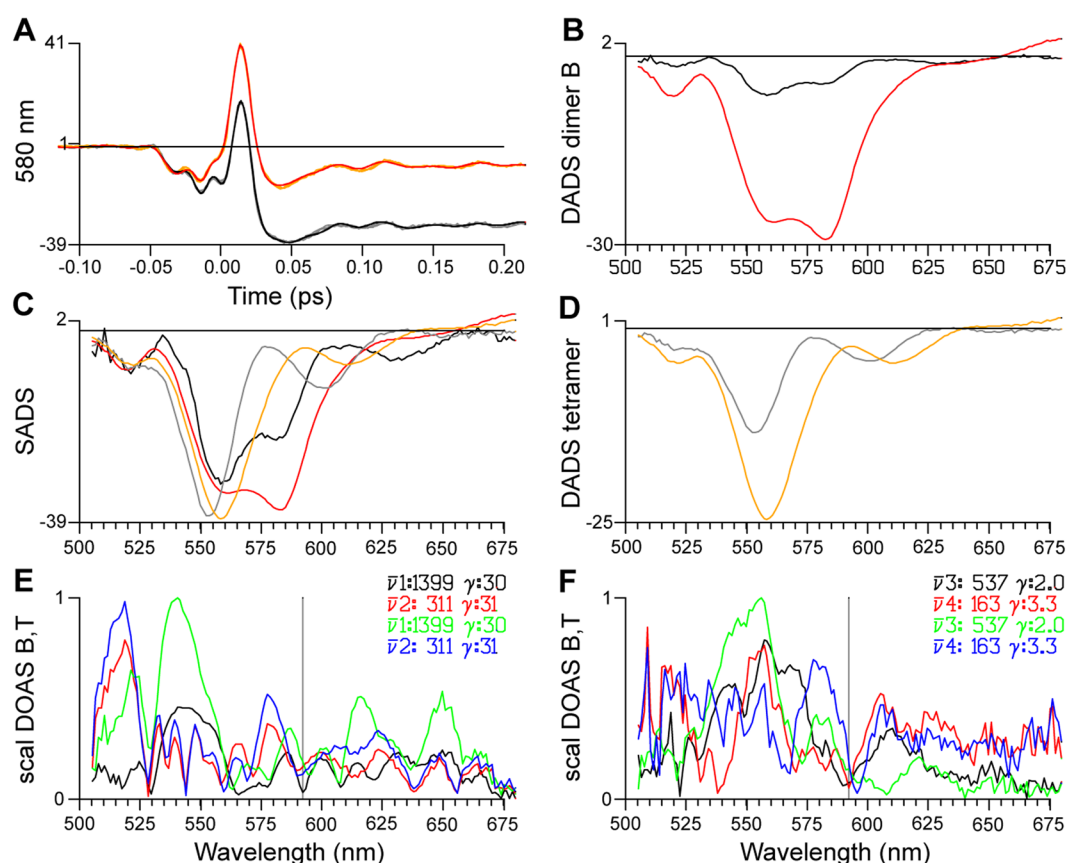 A
41
1
-39
580 nm
-0.10 -0.05 0.00 0.05 0.10 0.15 0.20
Time (ps)
B
2
-30
DADS dimer B
500 525 550 575 600 625 650 675
C
2
-39
SADS
500 525 550 575 600 625 650 675
D
1
-25
DADS tetramer
500 525 550 575 600 625 650 675
E
1
0
scal DOAS B,T
ν̄1:1399 γ:30
ν̄2: 311 γ:31
ν̄1:1399 γ:30
ν̄2: 311 γ:31
500 525 550 575 600 625 650 675
Wavelength (nm)
F
1
0
scal DOAS B,T
ν̄3: 537 γ:2.0
ν̄4: 163 γ:3.3
ν̄3: 537 γ:2.0
ν̄4: 163 γ:3.3
500 525 550 575 600 625 650 675
Wavelength (nm)